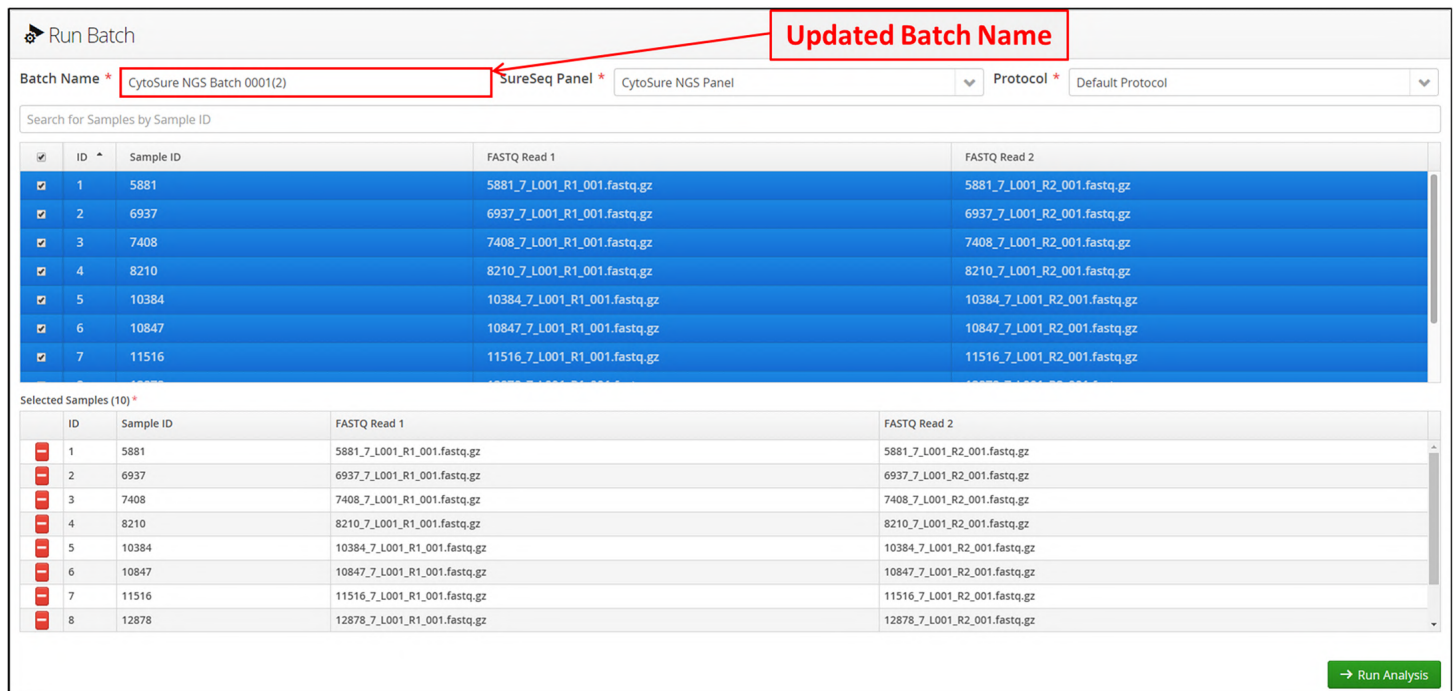 Run Batch
Updated Batch Name
Batch Name * CytoSure NGS Batch 0001(2) SureSeq Panel * CytoSure NGS Panel Protocol * Default Protocol
Search for Samples by Sample ID
ID Sample ID FASTQ Read 1 FASTQ Read 2
1 5881 5881_7_L001_R1_001.fastq.gz 5881_7_L001_R2_001.fastq.gz
2 6937 6937_7_L001_R1_001.fastq.gz 6937_7_L001_R2_001.fastq.gz
3 7408 7408_7_L001_R1_001.fastq.gz 7408_7_L001_R2_001.fastq.gz
4 8210 8210_7_L001_R1_001.fastq.gz 8210_7_L001_R2_001.fastq.gz
5 10384 10384_7_L001_R1_001.fastq.gz 10384_7_L001_R2_001.fastq.gz
6 10847 10847_7_L001_R1_001.fastq.gz 10847_7_L001_R2_001.fastq.gz
7 11516 11516_7_L001_R1_001.fastq.gz 11516_7_L001_R2_001.fastq.gz
Selected Samples (10) *
ID Sample ID FASTQ Read 1 FASTQ Read 2
1 5881 5881_7_L001_R1_001.fastq.gz 5881_7_L001_R2_001.fastq.gz
2 6937 6937_7_L001_R1_001.fastq.gz 6937_7_L001_R2_001.fastq.gz
3 7408 7408_7_L001_R1_001.fastq.gz 7408_7_L001_R2_001.fastq.gz
4 8210 8210_7_L001_R1_001.fastq.gz 8210_7_L001_R2_001.fastq.gz
5 10384 10384_7_L001_R1_001.fastq.gz 10384_7_L001_R2_001.fastq.gz
6 10847 10847_7_L001_R1_001.fastq.gz 10847_7_L001_R2_001.fastq.gz
7 11516 11516_7_L001_R1_001.fastq.gz 11516_7_L001_R2_001.fastq.gz
8 12878 12878_7_L001_R1_001.fastq.gz 12878_7_L001_R2_001.fastq.gz
Run Analysis